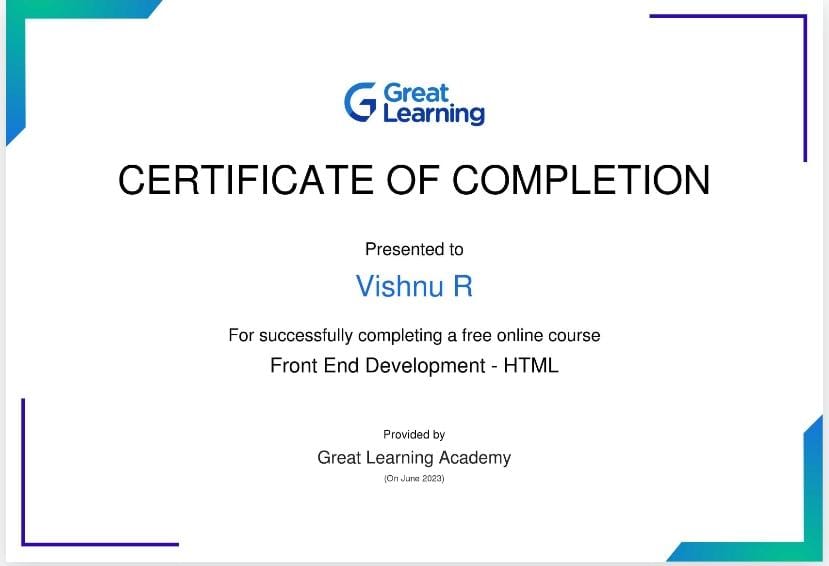 Great
Learning
CERTIFICATE OF COMPLETION
Presented to
Vishnu R
For successfully completing a free online course
Front End Development - HTML
Provided by
Great Learning Academy
(On June 2023)